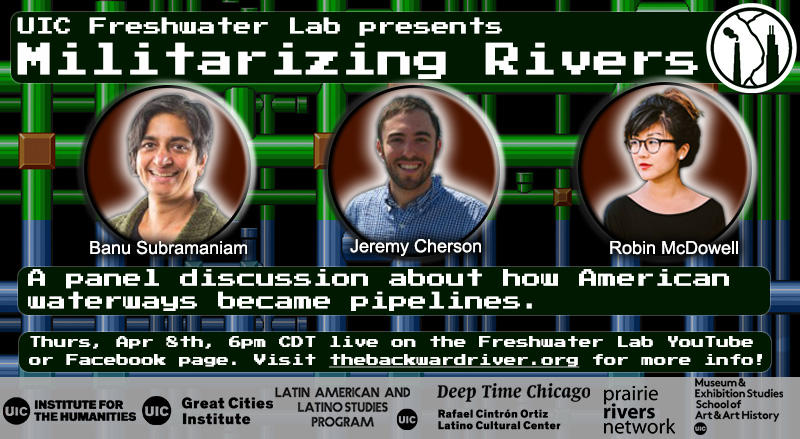 UIC Freshwater Lab presents
Militarizing Rivers
Banu Subramaniam
Jeremy Cherson
Robin McDowell
A panel discussion about how American
waterways became pipelines.
Thurs, Apr 8th, 6pm CDT live on the Freshwater Lab YouTube
or Facebook page. Visit thebackwardriver.org for more info!
UIC
INSTITUTE FOR
THE HUMANITIES
UIC
Great Cities
Institute
LATIN AMERICAN AND
LATINO STUDIES
PROGRAM
UIC
Deep Time Chicago
Rafael Cintrón Ortiz
Latino Cultural Center
prairie
rivers
network
Museum &
Exhibition Studies
School of
Art & Art History
UIC